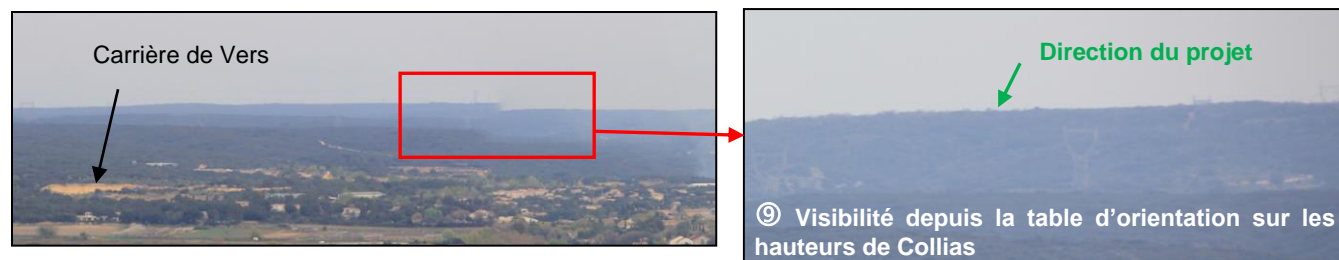 Carrière de Vers
Direction du projet
⑨ Visibilité depuis la table d’orientation sur les
hauteurs de Collias